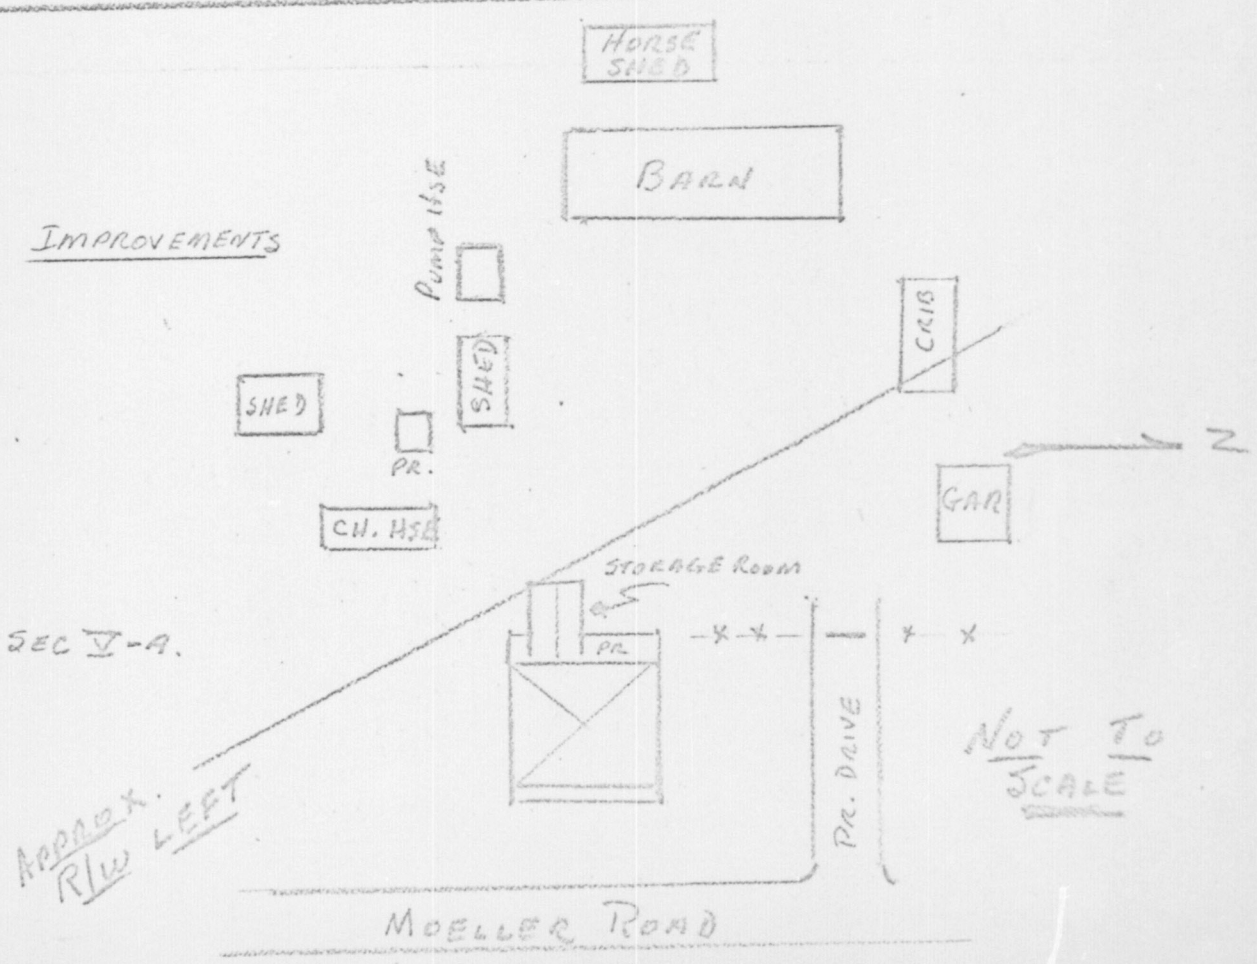 HORSE
SHED
BARN
PUMP HSE
IMPROVEMENTS
CRIB
SHED
SHED
PR.
N
GAR
CH. HSE
STORAGE ROOM
SEC V-A.
PR
PR. DRIVE
NOT TO
SCALE
APPROX.
R/W LEFT
MOELLER ROAD